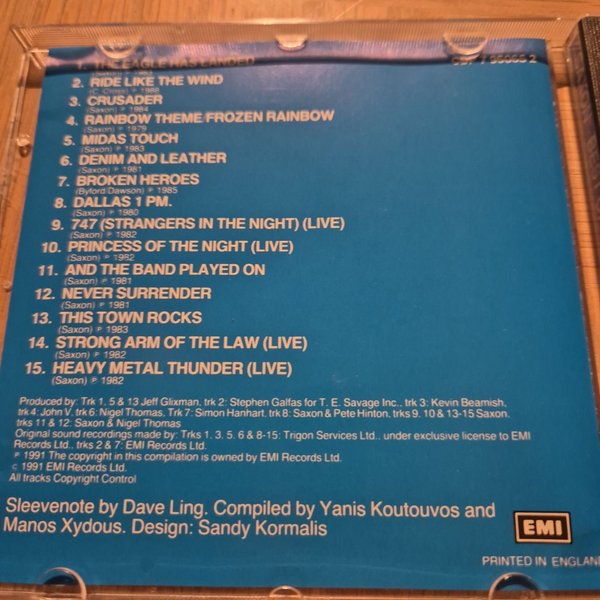 1. THE EAGLE HAS LANDED
(Saxon) ℗ 1983
2. RIDE LIKE THE WIND
(C. Cross) ℗ 1988
3. CRUSADER
(Saxon) ℗ 1984
4. RAINBOW THEME/FROZEN RAINBOW
(Saxon) ℗ 1979
5. MIDAS TOUCH
(Saxon) ℗ 1983
6. DENIM AND LEATHER
(Saxon) ℗ 1981
7. BROKEN HEROES
(Byford/Dawson) ℗ 1985
8. DALLAS 1 PM.
(Saxon) ℗ 1980
9. 747 (STRANGERS IN THE NIGHT) (LIVE)
(Saxon) ℗ 1982
10. PRINCESS OF THE NIGHT (LIVE)
(Saxon) ℗ 1982
11. AND THE BAND PLAYED ON
(Saxon) ℗ 1981
12. NEVER SURRENDER
(Saxon) ℗ 1981
13. THIS TOWN ROCKS
(Saxon) ℗ 1983
14. STRONG ARM OF THE LAW (LIVE)
(Saxon) ℗ 1982
15. HEAVY METAL THUNDER (LIVE)
(Saxon) ℗ 1982
Produced by: Trk 1, 5 & 13 Jeff Glixman, trk 2: Stephen Galfas for T. E. Savage Inc., trk 3: Kevin Beamish,
trk 4: John V, trk 6: Nigel Thomas, Trk 7: Simon Hanhart, trk 8: Saxon & Pete Hinton, trks 9, 10 & 13-15 Saxon,
trks 11 & 12: Saxon & Nigel Thomas
Original sound recordings made by: Trks 1, 3, 5, 6 & 8-15: Trigon Services Ltd., under exclusive license to EMI
Records Ltd., trks 2 & 7: EMI Records Ltd.
℗ 1991 The copyright in this compilation is owned by EMI Records Ltd.
© 1991 EMI Records Ltd.
All tracks Copyright Control
Sleevenote by Dave Ling. Compiled by Yanis Koutouvos and
Manos Xydous. Design: Sandy Kormalis
EMI
PRINTED IN ENGLAND